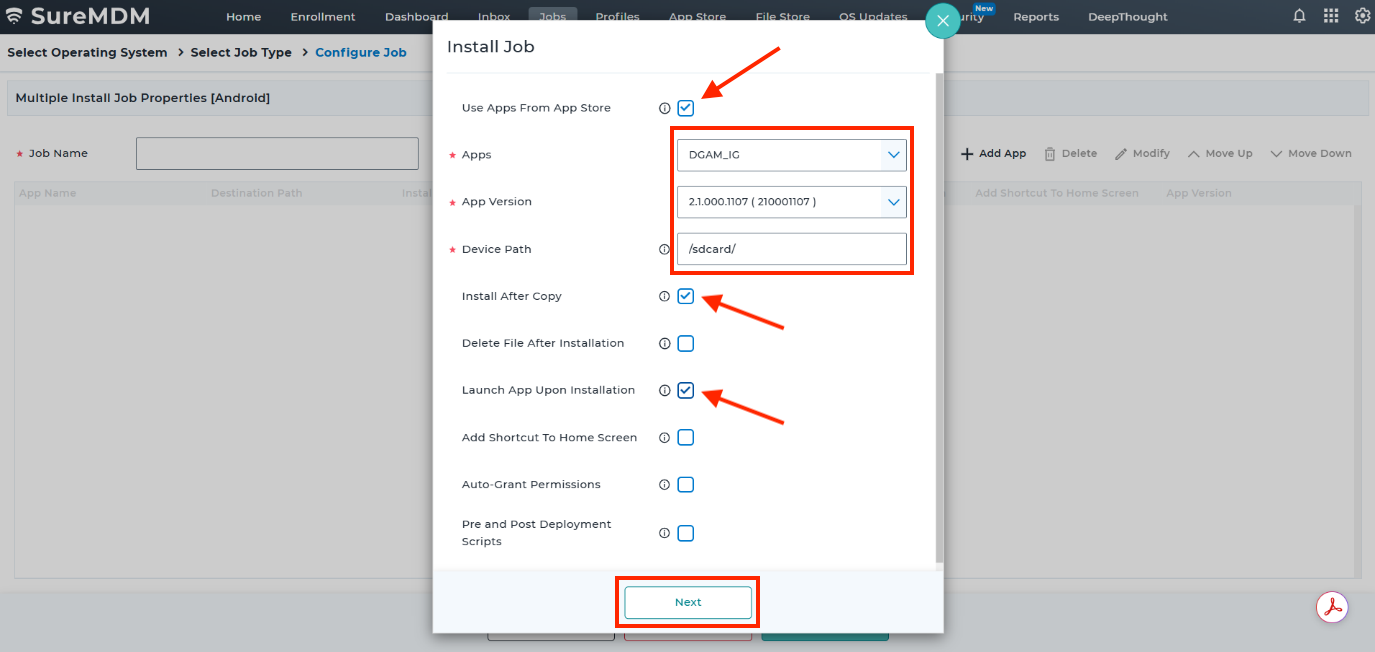 SureMDM
Home Enrollment Dashboard Inbox Jobs Profiles App Store File Store OS Updates urity New Reports DeepThought
Select Operating System > Select Job Type > Configure Job
Multiple Install Job Properties [Android]
* Job Name
+ Add App Delete Modify Move Up Move Down
App Name Destination Path Instal Add Shortcut To Home Screen App Version
Install Job
Use Apps From App Store
* Apps DGAM_IG
* App Version 2.1.000.1107 ( 210001107 )
* Device Path /sdcard/
Install After Copy
Delete File After Installation
Launch App Upon Installation
Add Shortcut To Home Screen
Auto-Grant Permissions
Pre and Post Deployment
Scripts
Next